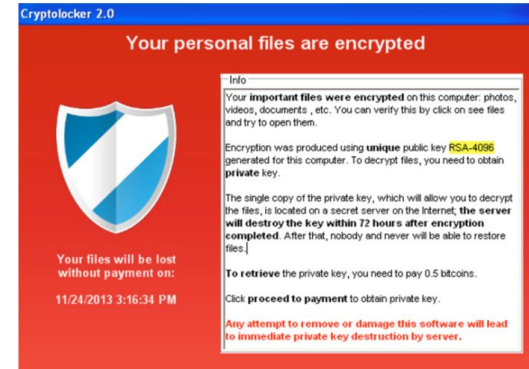 Cryptolocker 2.0
Your personal files are encrypted
Info
Your important files were encrypted on this computer: photos,
videos, documents , etc. You can verify this by click on see files
and try to open them.
Encryption was produced using unique public key RSA-4096
generated for this computer. To decrypt files, you need to obtain
private key.
The single copy of the private key, which will allow you to decrypt
the files, is located on a secret server on the Internet; the server
will destroy the key within 72 hours after encryption
completed. After that, nobody and never will be able to restore
files.
To retrieve the private key, you need to pay 0.5 bitcoins.
Click proceed to payment to obtain private key.
Any attempt to remove or damage this software will lead
to immediate private key destruction by server.
Your files will be lost
without payment on:
11/24/2013 3:16:34 PM